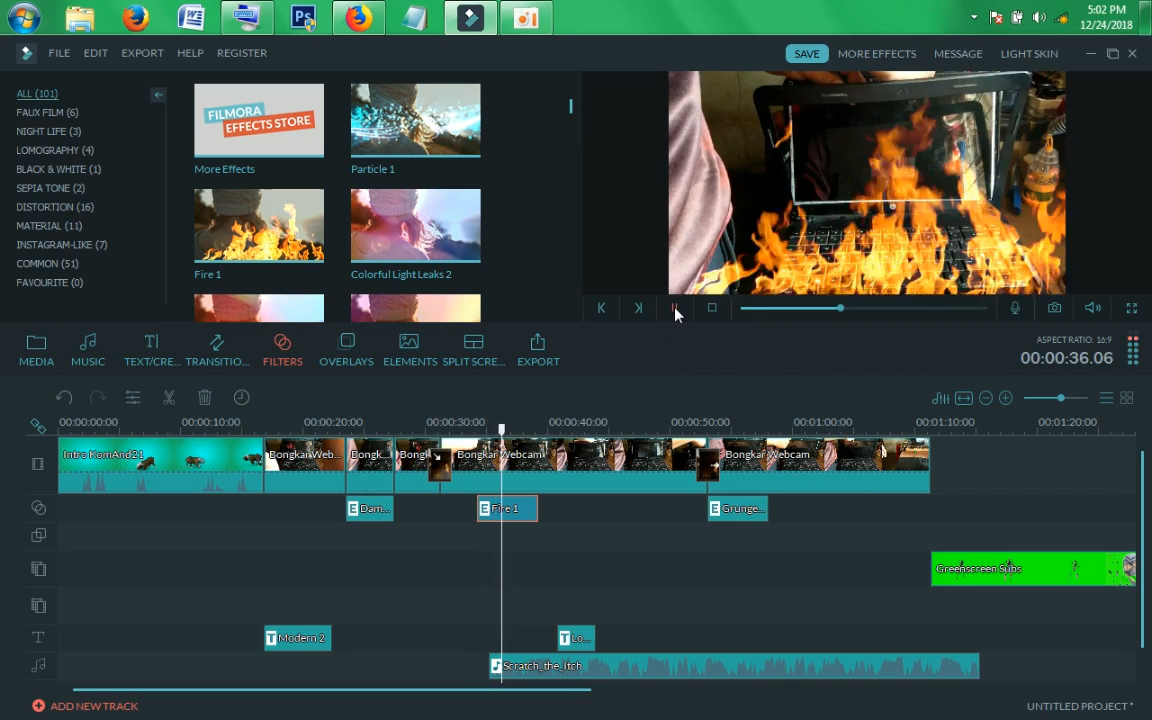 5:02 PM
12/24/2018
FILE EDIT EXPORT HELP REGISTER
SAVE MORE EFFECTS MESSAGE LIGHT SKIN
ALL (101)
FAUX FILM (6)
NIGHT LIFE (3)
LOMOGRAPHY (4)
BLACK & WHITE (1)
SEPIA TONE (2)
DISTORTION (16)
MATERIAL (11)
INSTAGRAM-LIKE (7)
COMMON (51)
FAVOURITE (0)
FILMORA
EFFECTS STORE
More Effects
Particle 1
Fire 1
Colorful Light Leaks 2
MEDIA MUSIC TEXT/CRE... TRANSITIO... FILTERS OVERLAYS ELEMENTS SPLIT SCRE... EXPORT
ASPECT RATIO: 16:9
00:00:36.06
00:00:00:00 00:00:10:00 00:00:20:00 00:00:30:00 00:00:40:00 00:00:50:00 00:01:00:00 00:01:10:00 00:01:20:00
Intro KomAnd21 Bongkar Web... Bongk... Bong Bongkar Webcam Bongkar Webcam
E Dam... E Fire 1 E Grunge...
Greenscreen Subs
T Modern 2 T Lo...
Scratch_the_Itch
ADD NEW TRACK
UNTITLED PROJECT *